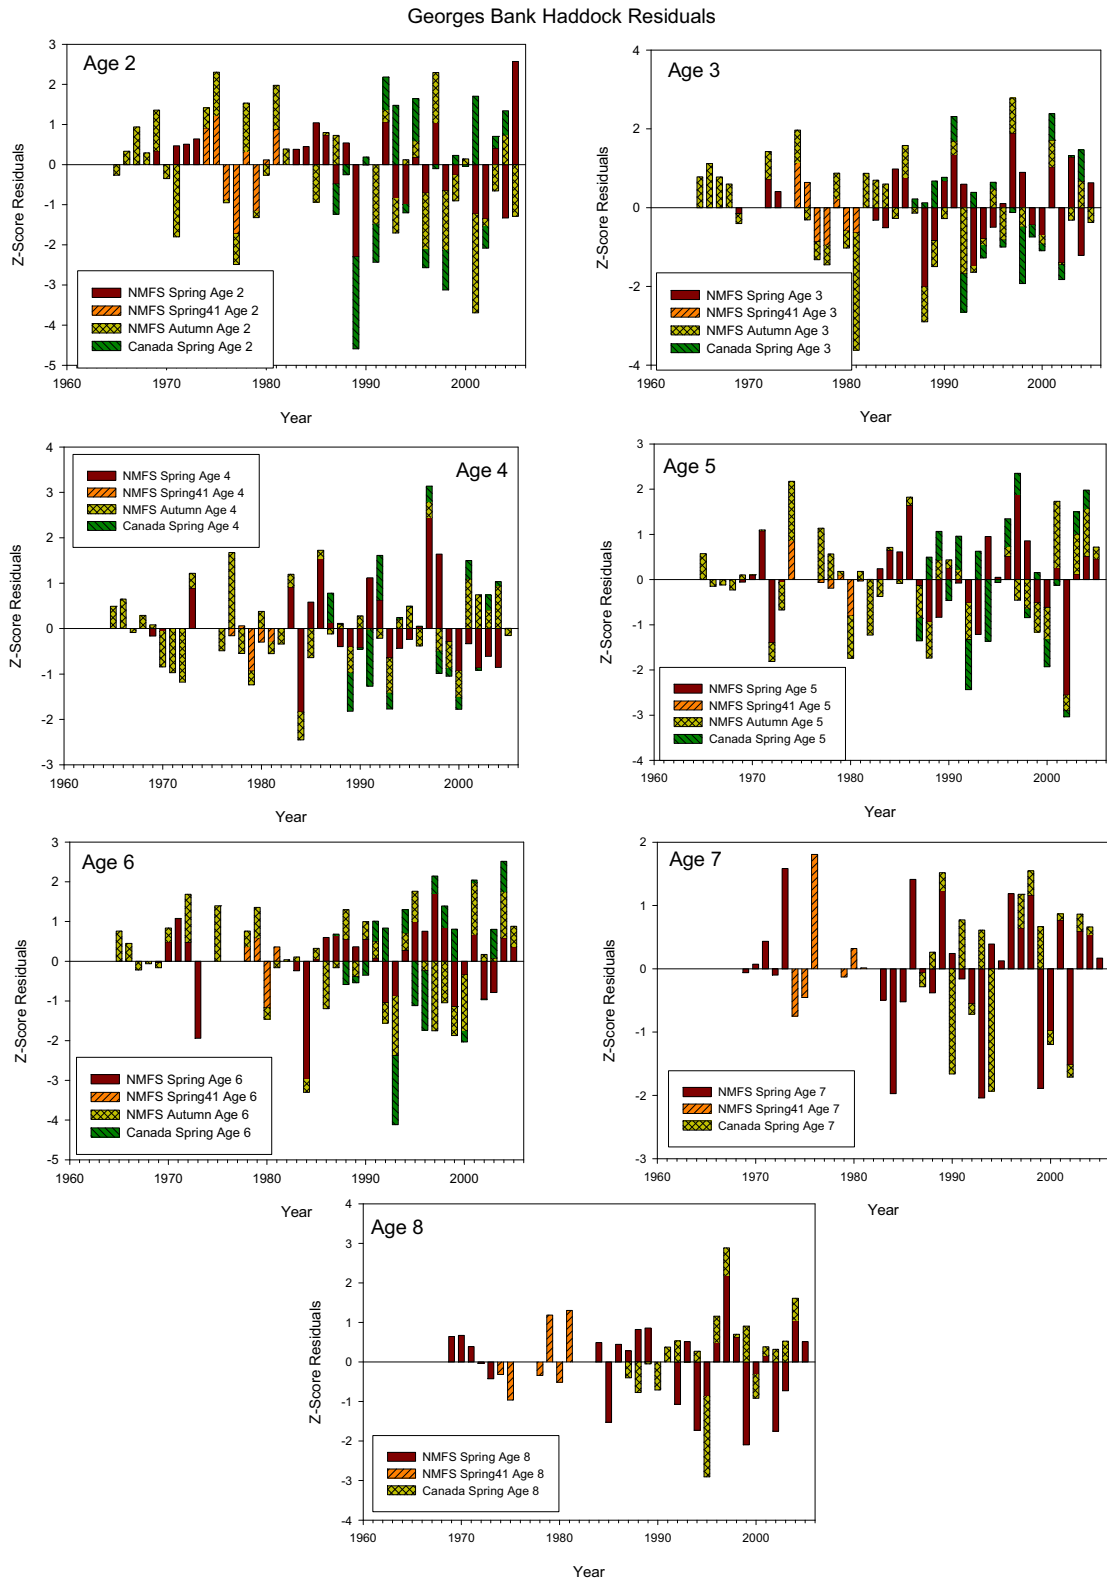 Georges Bank Haddock Residuals
Age 2
3
2
1
0
-1
-2
-3
-4
-5
Z-Score Residuals
NMFS Spring Age 2
NMFS Spring41 Age 2
NMFS Autumn Age 2
Canada Spring Age 2
1960 1970 1980 1990 2000
Year
Age 3
4
2
0
-2
-4
Z-Score Residuals
NMFS Spring Age 3
NMFS Spring41 Age 3
NMFS Autumn Age 3
Canada Spring Age 3
1960 1970 1980 1990 2000
Year
Age 4
4
3
2
1
0
-1
-2
-3
Z-Score Residuals
NMFS Spring Age 4
NMFS Spring41 Age 4
NMFS Autumn Age 4
Canada Spring Age 4
1960 1970 1980 1990 2000
Year
Age 5
3
2
1
0
-1
-2
-3
-4
Z-Score Residuals
NMFS Spring Age 5
NMFS Spring41 Age 5
NMFS Autumn Age 5
Canada Spring Age 5
1960 1970 1980 1990 2000
Year
Age 6
3
2
1
0
-1
-2
-3
-4
-5
Z-Score Residuals
NMFS Spring Age 6
NMFS Spring41 Age 6
NMFS Autumn Age 6
Canada Spring Age 6
1960 1970 1980 1990 2000
Year
Age 7
2
1
0
-1
-2
-3
Z-Score Residuals
NMFS Spring Age 7
NMFS Spring41 Age 7
Canada Spring Age 7
1960 1970 1980 1990 2000
Year
Age 8
4
3
2
1
0
-1
-2
-3
-4
Z-Score Residuals
NMFS Spring Age 8
NMFS Spring41 Age 8
Canada Spring Age 8
1960 1970 1980 1990 2000
Year